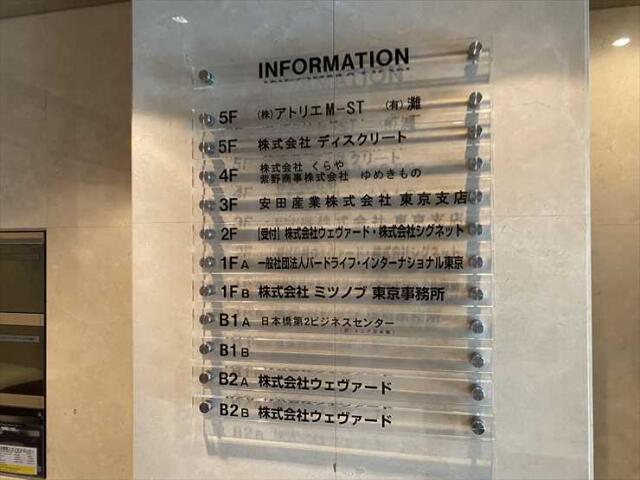 INFORMATION
5F (株)アトリエM-ST (有)灘
5F 株式会社 ディスクリート
4F 株式会社 くらや
紫野商事株式会社 ゆめきもの
3F 安田産業株式会社 東京支店
2F [受付] 株式会社ウェヴァード・株式会社シグネット
1FA 一般社団法人バードライフ・インターナショナル東京
1FB 株式会社 ミツノブ 東京事務所
B1A 日本橋第2ビジネスセンター
B1B
B2A 株式会社ウェヴァード
B2B 株式会社ウェヴァード